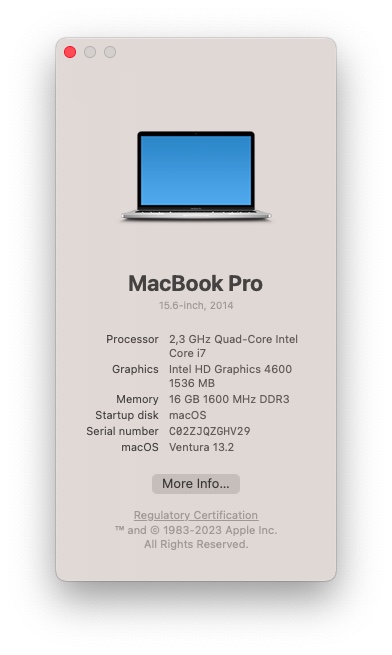 MacBook Pro
15.6-inch, 2014
Processor 2,3 GHz Quad-Core Intel
Core i7
Graphics Intel HD Graphics 4600
1536 MB
Memory 16 GB 1600 MHz DDR3
Startup disk macOS
Serial number C02ZJQZGHV29
macOS Ventura 13.2
More Info...
Regulatory Certification
™ and © 1983-2023 Apple Inc.
All Rights Reserved.